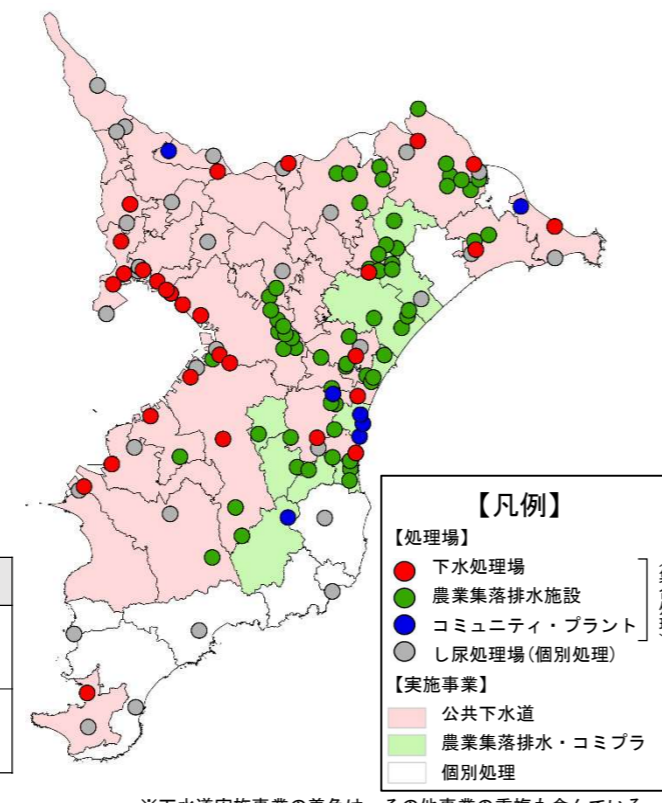 【凡例】
【処理場】
下水処理場
農業集落排水施設
コミュニティ・プラント
し尿処理場(個別処理)
【実施事業】
公共下水道
農業集落排水・コミプラ
個別処理